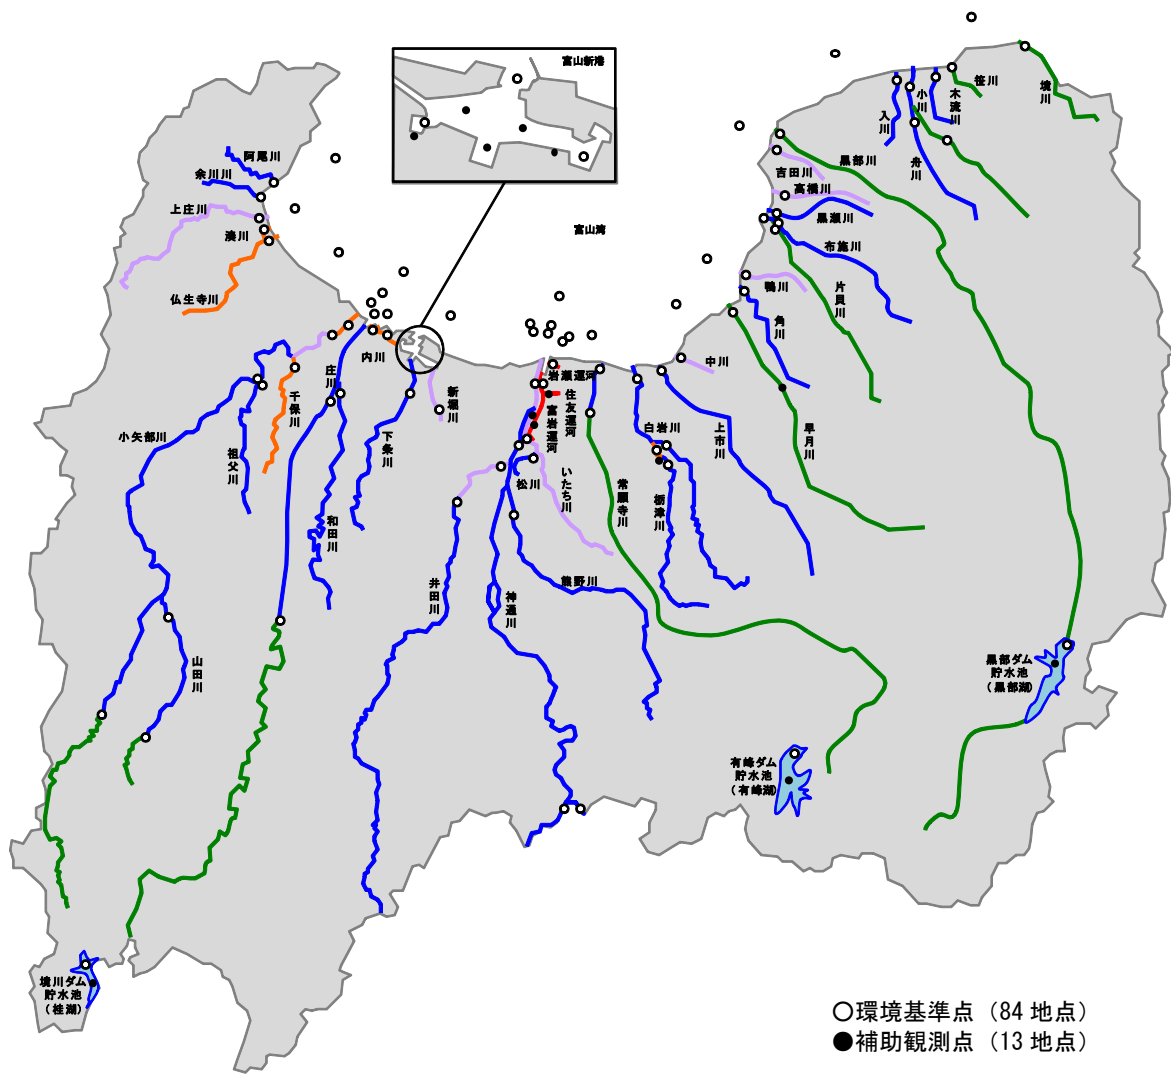 富山新港
富山湾
阿尾川
余川川
上庄川
湊川
仏生寺川
内川
庄川
千保川
小矢部川
祖父川
和田川
下条川
新堀川
山田川
岩瀬運河
住友運河
富岩運河
松川
いたち川
井田川
神通川
熊野川
常願寺川
白岩川
栃津川
上市川
中川
早月川
角川
鴨川
片貝川
布施川
黒瀬川
高橋川
吉田川
黒部川
入川
小川
舟川
木流川
笹川
境川
黒部ダム
貯水池
(黒部湖)
有峰ダム
貯水池
(有峰湖)
境川ダム
貯水池
(桂湖)
○環境基準点（84 地点）
●補助観測点（13 地点）